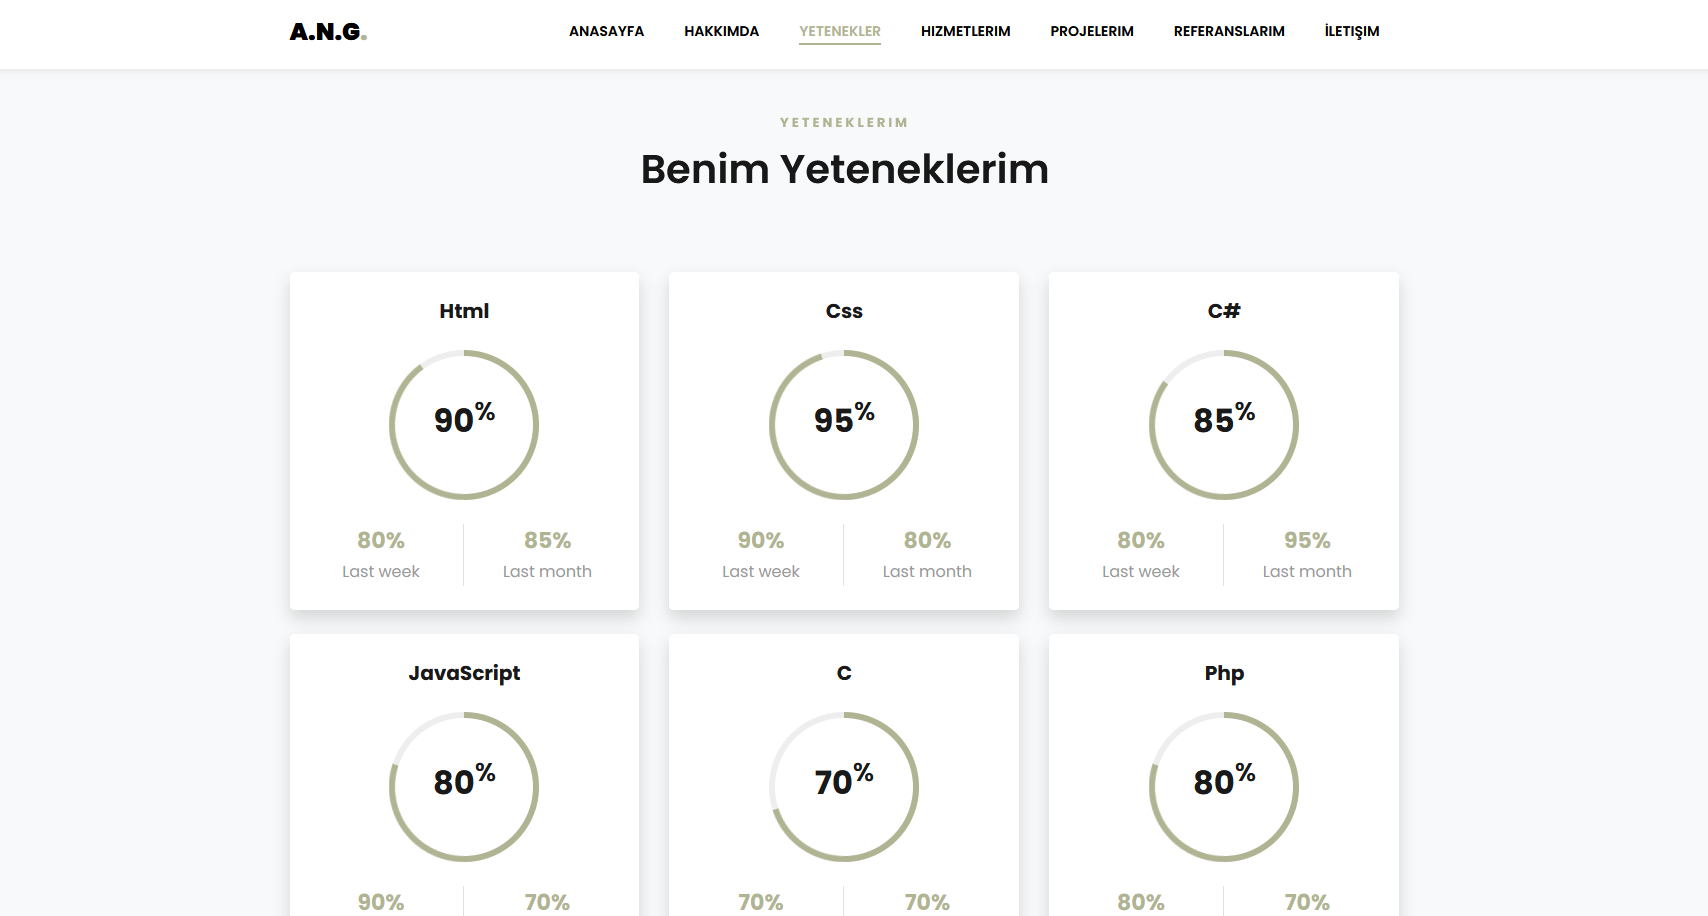 A.N.G. ANASAYFA HAKKIMDA YETENEKLER HIZMETLERIM PROJELERIM REFERANSLARIM İLETIŞIM
YETENEKLERIM
Benim Yeteneklerim
Html Css C#
90% 95% 85%
80% 85% 90% 80% 80% 95%
Last week Last month Last week Last month Last week Last month
JavaScript C Php
80% 70% 80%
90% 70% 70% 70% 80% 70%